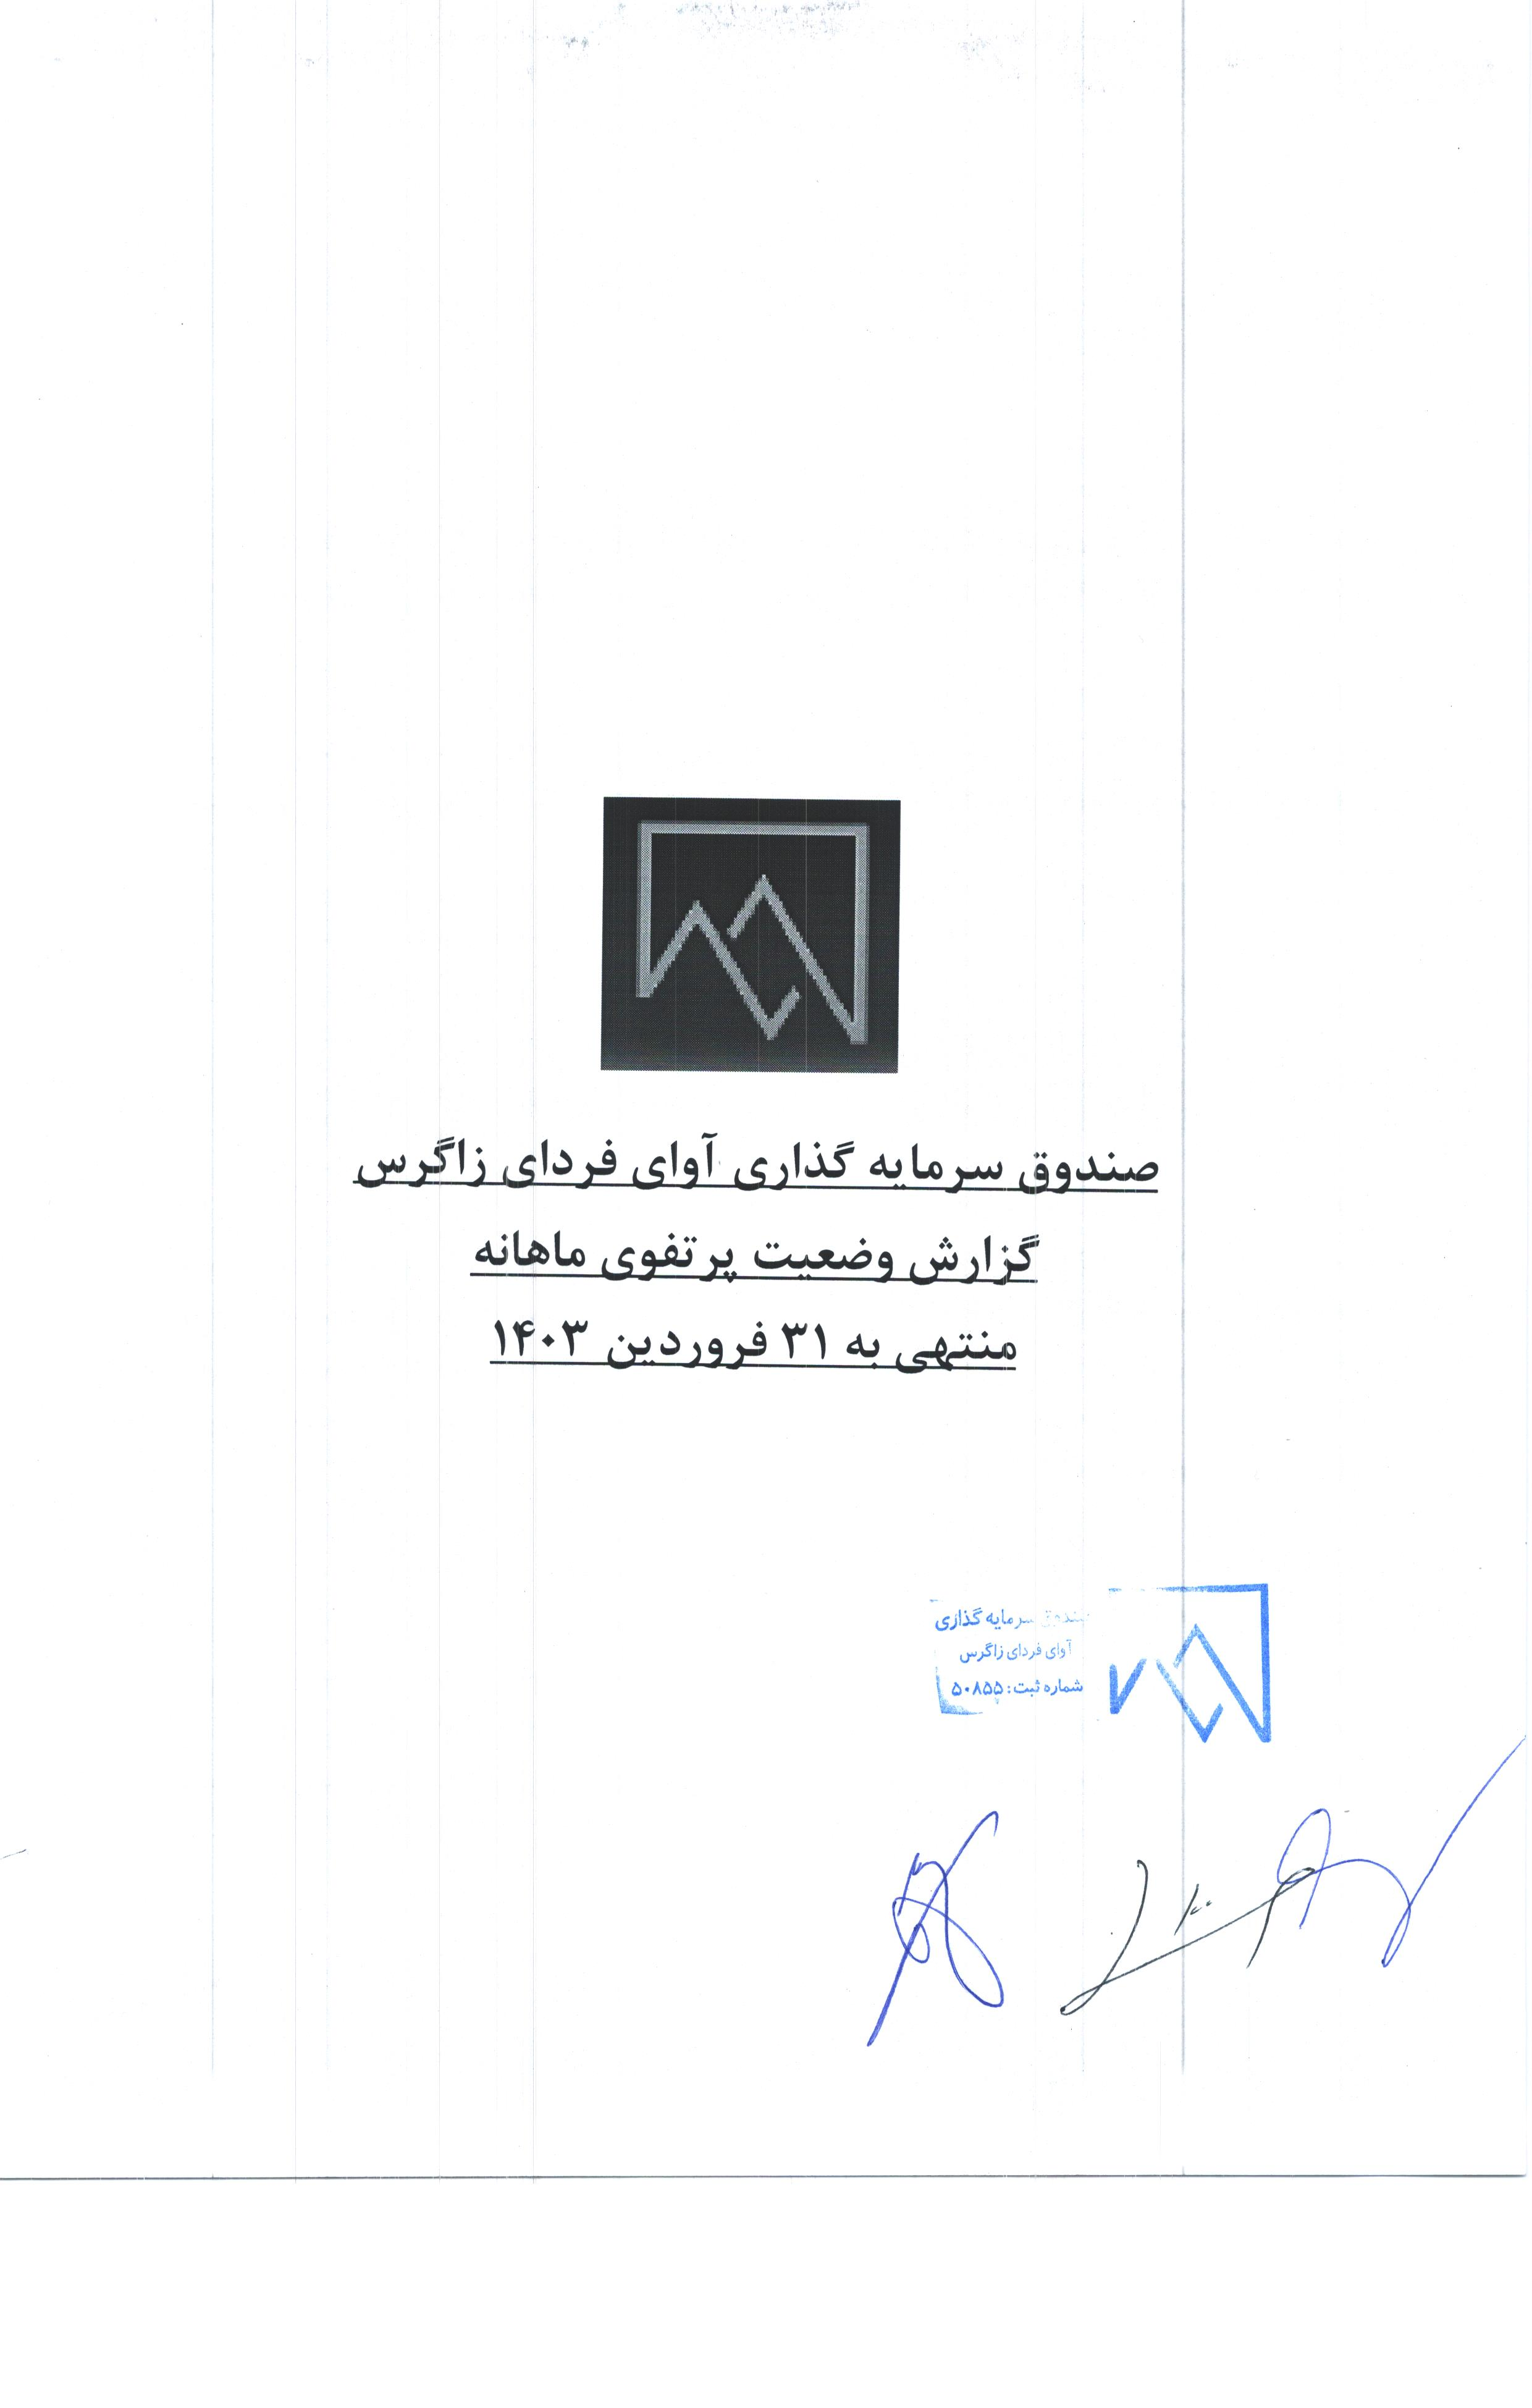 صندوق سرمایه گذاری آوای فردای زاگرس
گزارش وضعیت پرتفوی ماهانه
منتهی به ۳۱ فروردین ۱۴۰۳
صندوق سرمایه گذاری
آوای فردای زاگرس
شماره ثبت: ۵۰۸۵۵